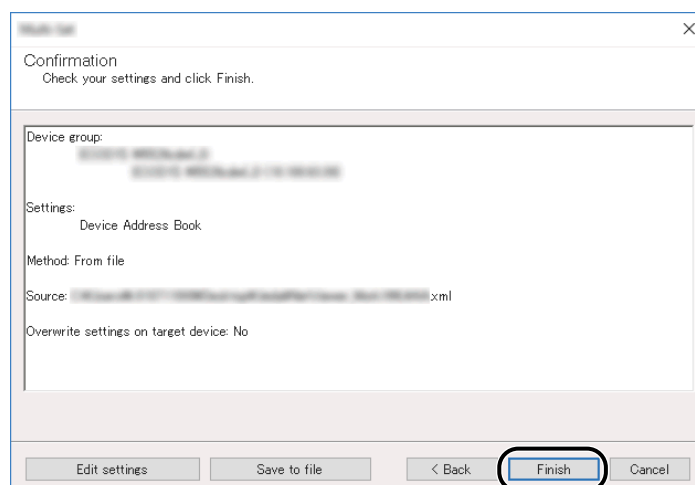 Confirmation
Check your settings and click Finish.
Device group:
Settings:
Device Address Book
Method: From file
Source: .xml
Overwrite settings on target device: No
Edit settings
Save to file
< Back
Finish
Cancel